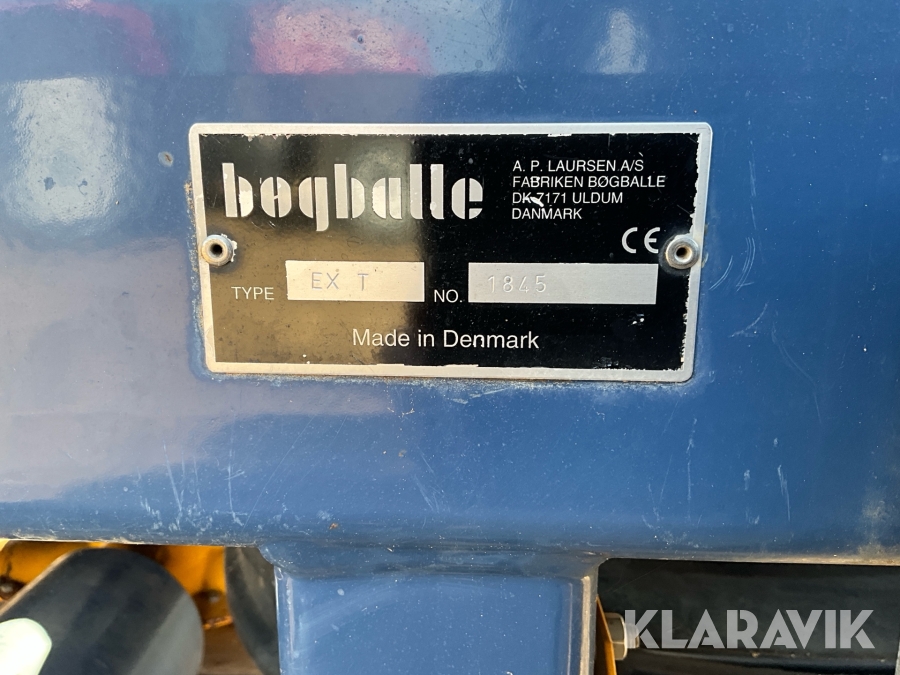 bøgballe
A. P. LAURSEN A/S
FABRIKEN BØGBALLE
DK-7171 ULDUM
DANMARK
CE
TYPE EX T NO. 1845
Made in Denmark
KLARAVIK